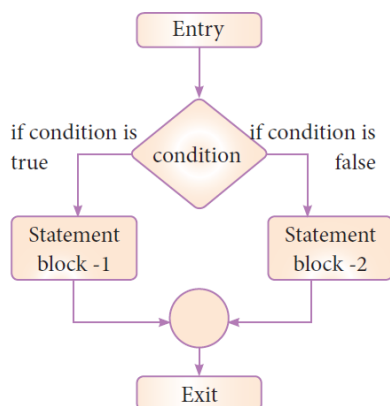 Entry
if condition is
true
condition
if condition is
false
Statement
block -1
Statement
block -2
Exit